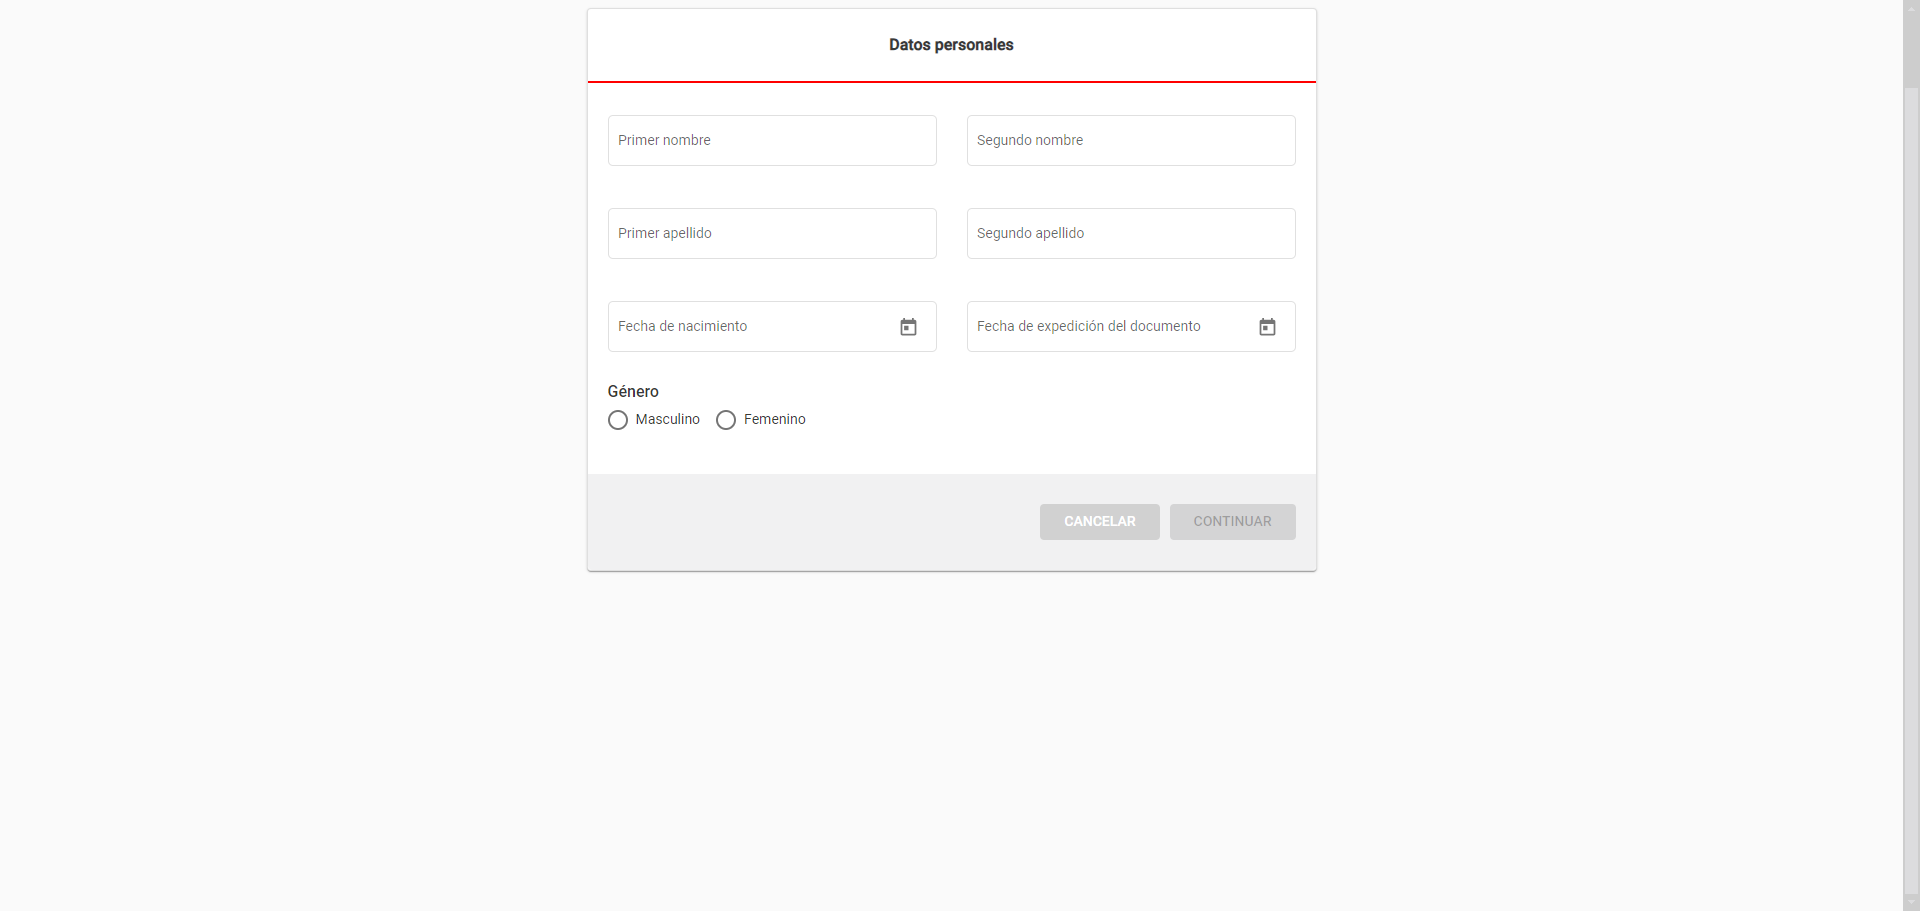 Datos personales
Primer nombre
Segundo nombre
Primer apellido
Segundo apellido
Fecha de nacimiento
Fecha de expedición del documento
Género
Masculino
Femenino
CANCELAR
CONTINUAR